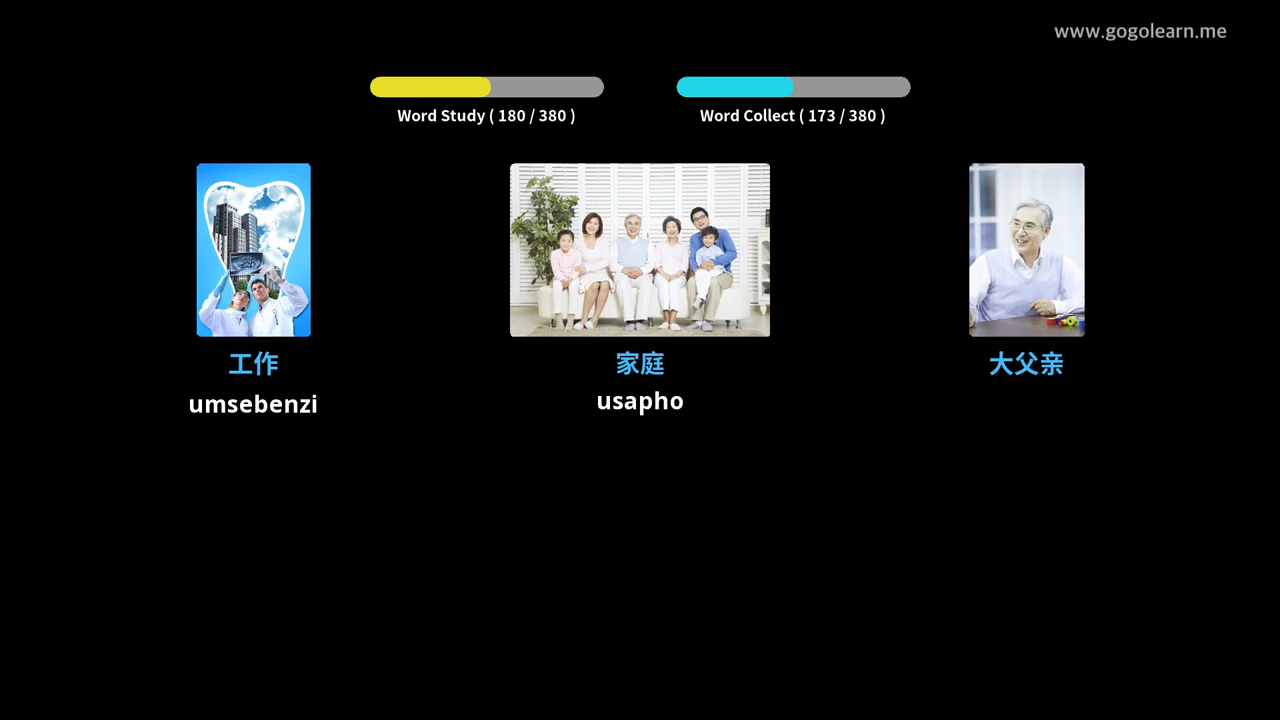 www.gogolearn.me
Word Study ( 180 / 380 )
Word Collect ( 173 / 380 )
工作
umsebenzi
家庭
usapho
大父亲